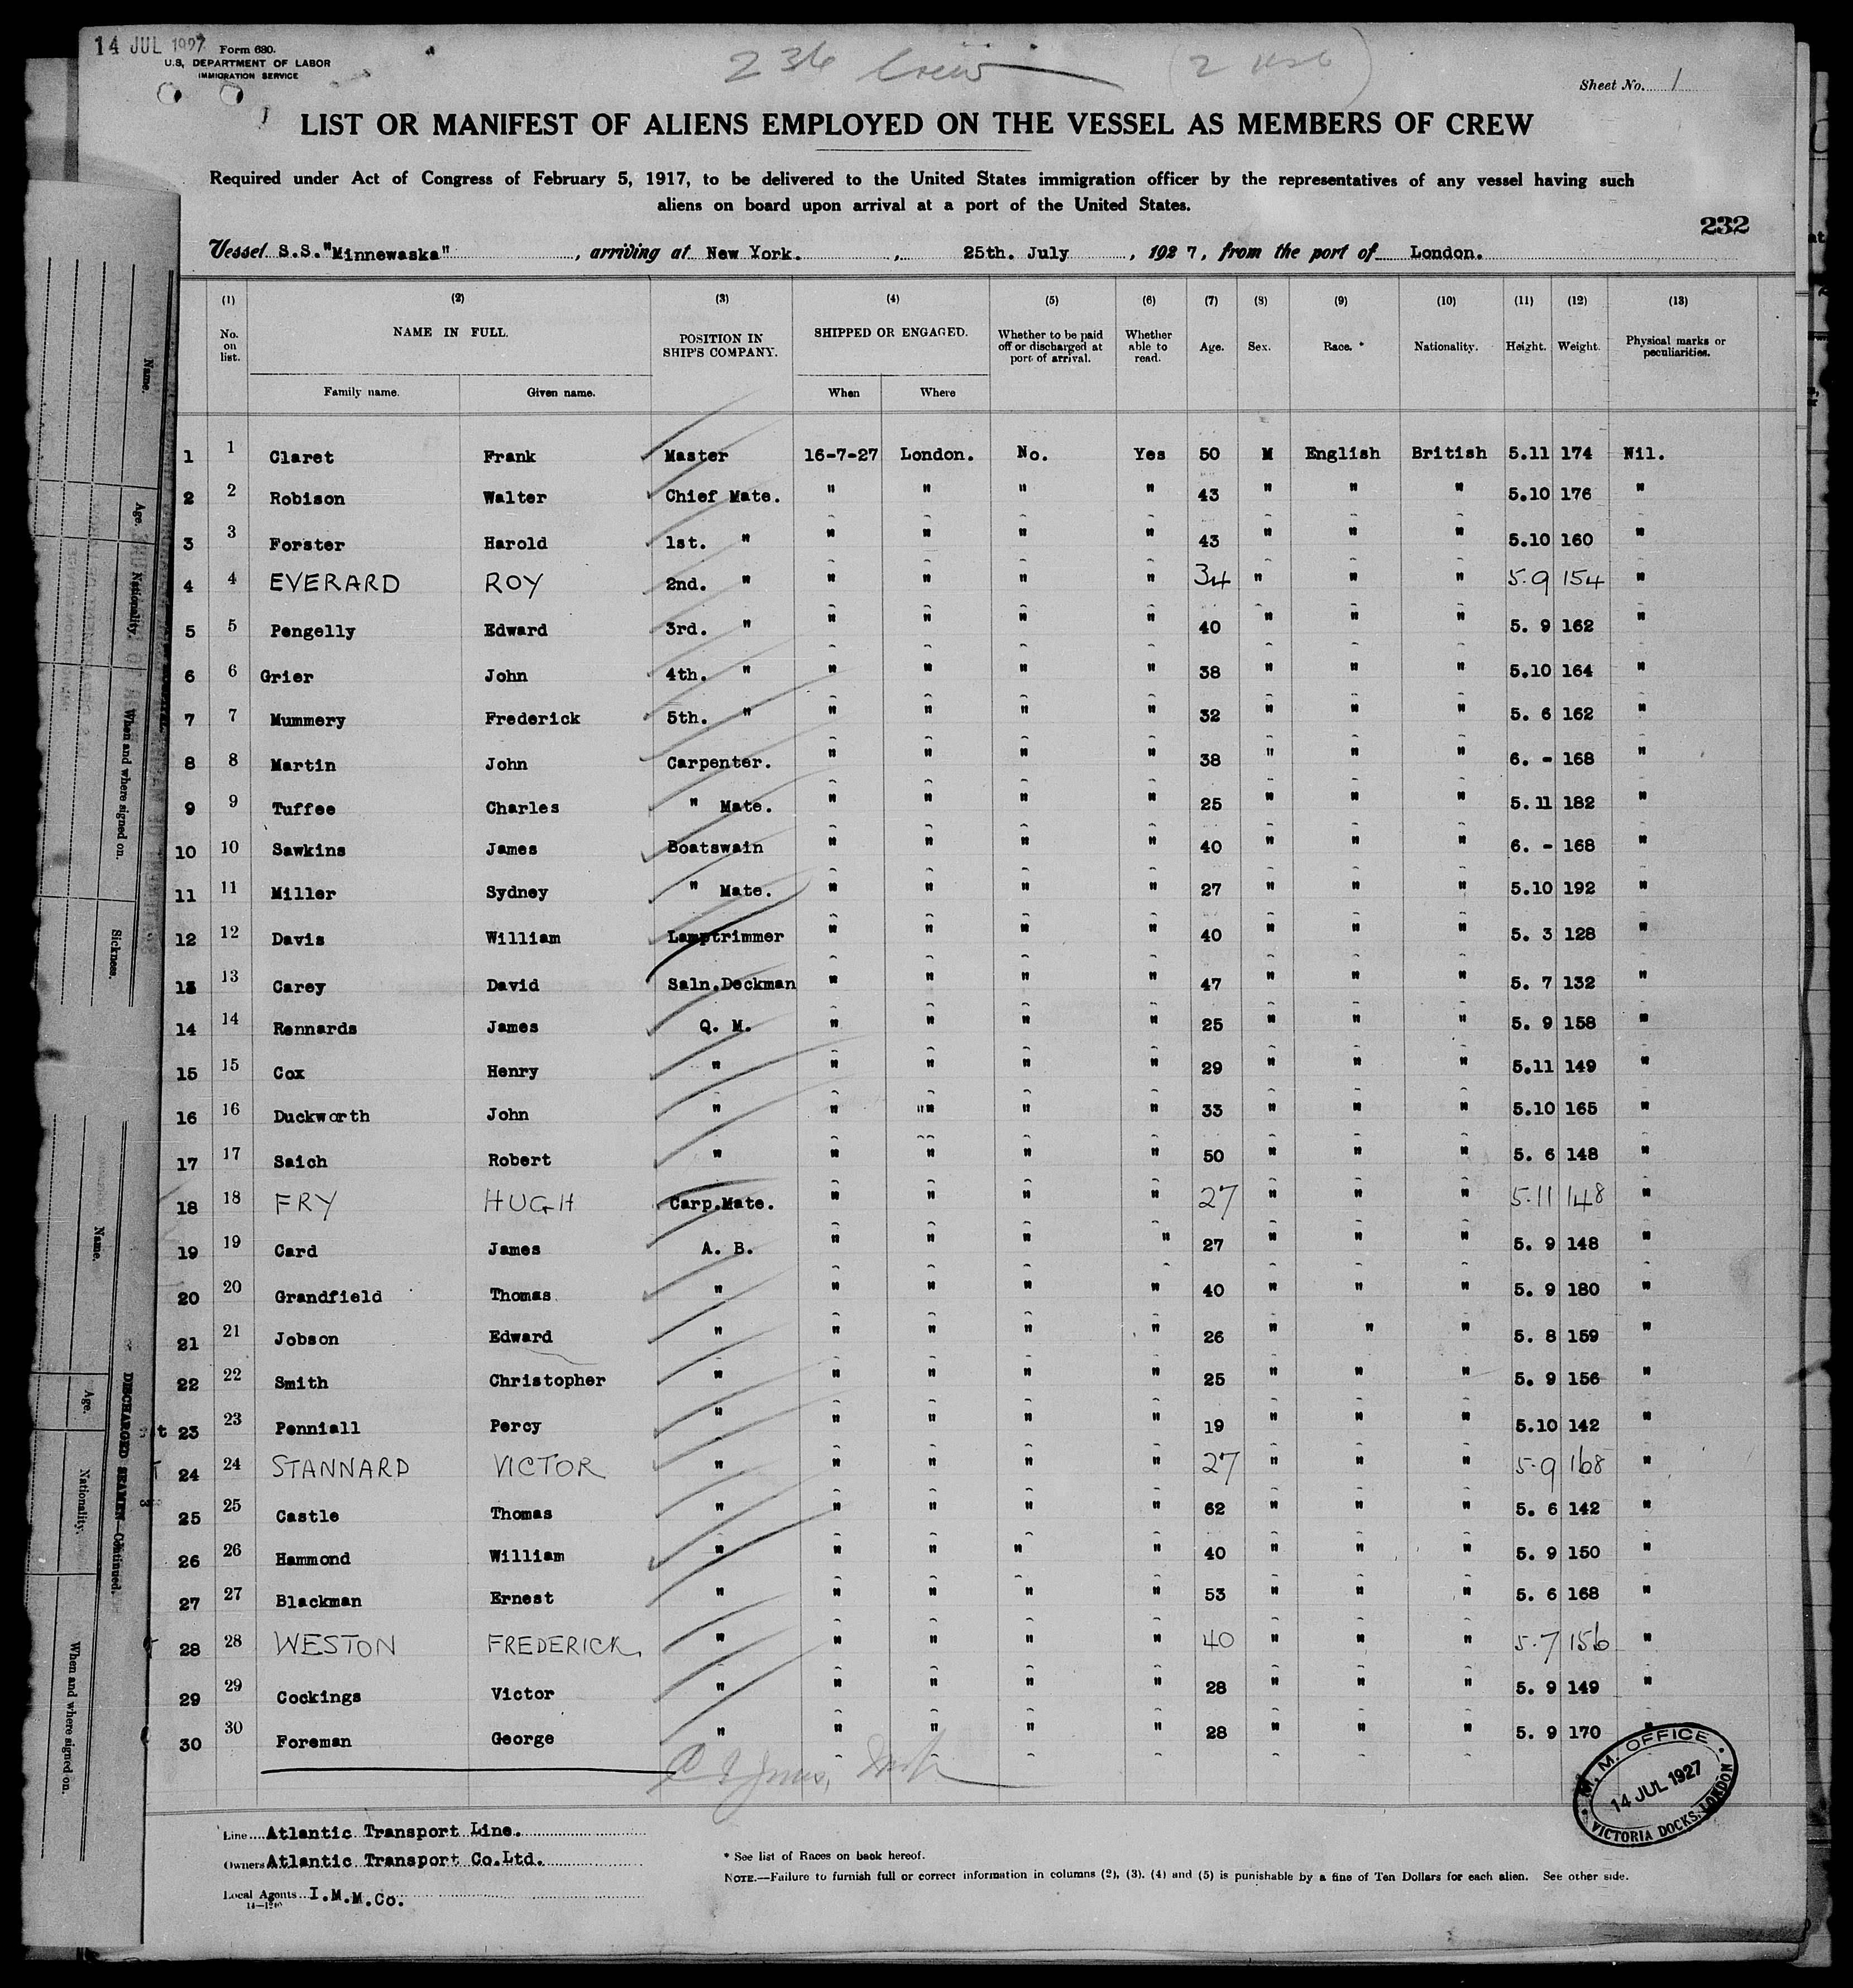 14 JUL 1927 Form 680.
U.S. DEPARTMENT OF LABOR
IMMIGRATION SERVICE
236 Crew
Sheet No. 1
LIST OR MANIFEST OF ALIENS EMPLOYED ON THE VESSEL AS MEMBERS OF CREW
Required under Act of Congress of February 5, 1917, to be delivered to the United States immigration officer by the representatives of any vessel having such
aliens on board upon arrival at a port of the United States.
232
Vessel S.S. "Minnewaska", arriving at New York., 25th. July, 1927, from the port of London.
(1) (2) (3) (4) (5) (6) (7) (8) (9) (10) (11) (12) (13)
No. on list. NAME IN FULL. POSITION IN SHIP'S COMPANY. SHIPPED OR ENGAGED. Whether to be paid off or discharged at port of arrival. Whether able to read. Age. Sex. Race. * Nationality. Height. Weight. Physical marks or peculiarities.
Family name. Given name. When Where
1 1 Claret Frank Master 16-7-27 London. No. Yes 50 M English British 5.11 174 Nil.
2 2 Robison Walter Chief Mate. " " " " 43 " " " 5.10 176 "
3 3 Forster Harold 1st. " " " " " 43 " " " 5.10 160 "
4 4 EVERARD ROY 2nd. " " " " " 34 " " " 5.9 154 "
5 5 Pengelly Edward 3rd. " " " " " 40 " " " 5. 9 162 "
6 6 Grier John 4th. " " " " " 38 " " " 5.10 164 "
7 7 Mummery Frederick 5th. " " " " " 32 " " " 5. 6 162 "
8 8 Martin John Carpenter. " " " " 38 " " " 6. - 168 "
9 9 Tuffee Charles " Mate. " " " " 25 " " " 5.11 182 "
10 10 Sawkins James Boatswain " " " " 40 " " " 6. - 168 "
11 11 Miller Sydney " Mate. " " " " 27 " " " 5.10 192 "
12 12 Davis William Lamptrimmer " " " " 40 " " " 5. 3 128 "
13 13 Carey David Saln.Deckman " " " " 47 " " " 5. 7 132 "
14 14 Rennards James Q. M. " " " " 25 " " " 5. 9 158 "
15 15 Cox Henry " " " " " 29 " " " 5.11 149 "
16 16 Duckworth John " " "" " " 33 " " " 5.10 165 "
17 17 Saich Robert " " " " " 50 " " " 5. 6 148 "
18 18 FRY HUGH Carp.Mate. " " " " 27 " " " 5.11 148 "
19 19 Card James A. B. " " " " 27 " " " 5. 9 148 "
20 20 Grandfield Thomas " " " " " 40 " " " 5. 9 180 "
21 21 Jobson Edward " " " " " 26 " " " 5. 8 159 "
22 22 Smith Christopher " " " " " 25 " " " 5. 9 156 "
23 23 Penniall Percy " " " " " 19 " " " 5.10 142 "
24 24 STANNARD VICTOR " " " " " 27 " " " 5.9 168 "
25 25 Castle Thomas " " " " " 62 " " " 5. 6 142 "
26 26 Hammond William " " " " " 40 " " " 5. 9 150 "
27 27 Blackman Ernest " " " " " 53 " " " 5. 6 168 "
28 28 WESTON FREDERICK. " " " " " 40 " " " 5.7 156 "
29 29 Cockings Victor " " " " " 28 " " " 5. 9 149 "
30 30 Foreman George " " " " " 28 " " " 5. 9 170 "
M. M. OFFICE
14 JUL 1927
VICTORIA DOCKS, LONDON
Line Atlantic Transport Line.
Owners Atlantic Transport Co.Ltd.
Local Agents I.M.M.Co.
* See list of Races on back hereof.
NOTE.—Failure to furnish full or correct information in columns (2), (3), (4) and (5) is punishable by a fine of Ten Dollars for each alien. See other side.
Name.
Age.
Nationality.
When and where signed on.
Sickness.
DISCHARGED SEAMEN—Continued.
Name.
Age.
Nationality.
When and where signed on.